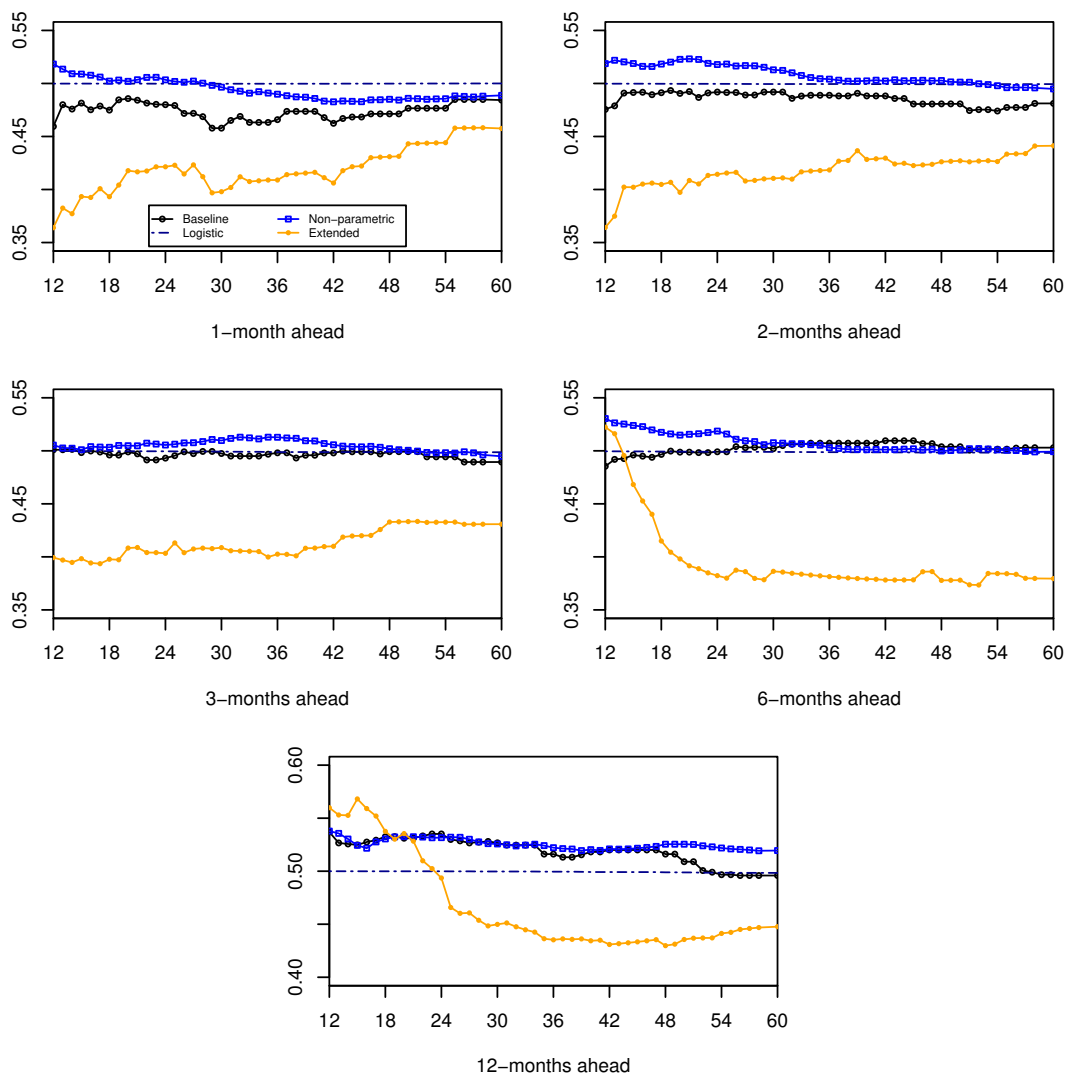 0.35 0.45 0.55
Baseline Non−parametric
Logistic Extended
12 18 24 30 36 42 48 54 60
1−month ahead
0.35 0.45 0.55
12 18 24 30 36 42 48 54 60
2−months ahead
0.35 0.45 0.55
12 18 24 30 36 42 48 54 60
3−months ahead
0.35 0.45 0.55
12 18 24 30 36 42 48 54 60
6−months ahead
0.40 0.50 0.60
12 18 24 30 36 42 48 54 60
12−months ahead